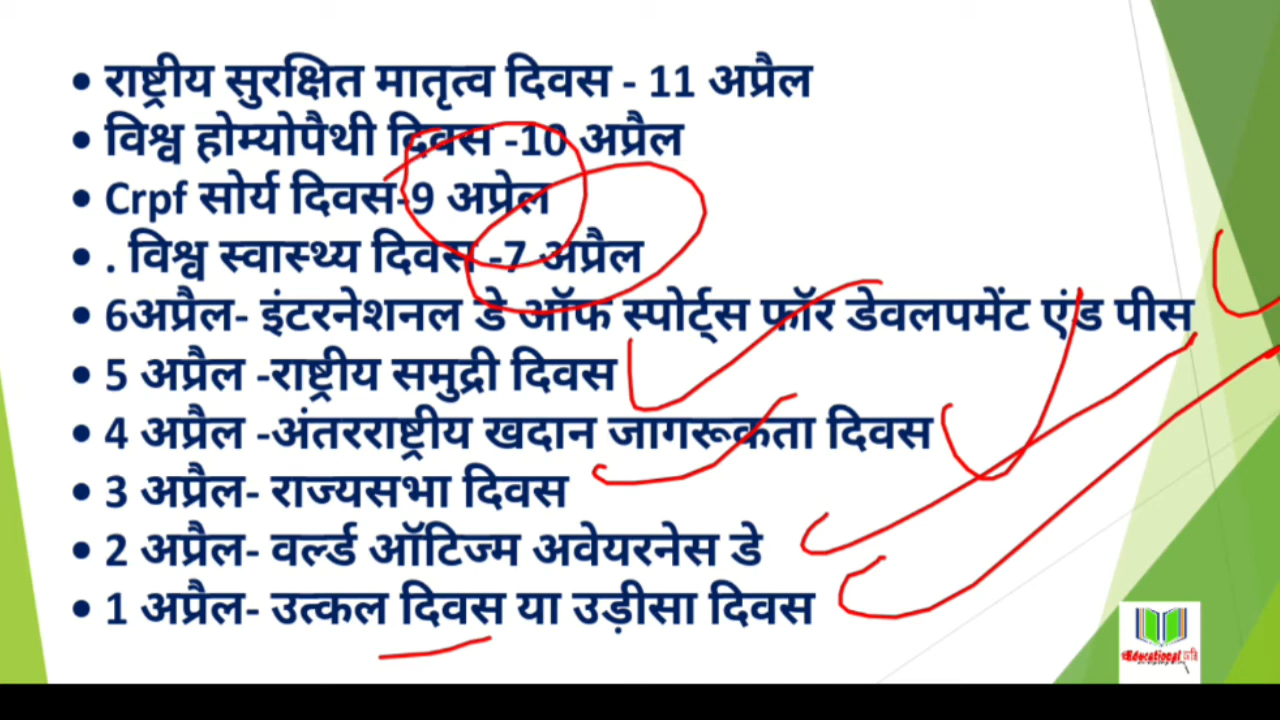 • राष्ट्रीय सुरक्षित मातृत्व दिवस - 11 अप्रैल
• विश्व होम्योपैथी दिवस -10 अप्रैल
• Crpf सोर्य दिवस-9 अप्रेल
• . विश्व स्वास्थ्य दिवस -7 अप्रैल
• 6अप्रैल- इंटरनेशनल डे ऑफ स्पोर्ट्स फॉर डेवलपमेंट एंड पीस
• 5 अप्रैल -राष्ट्रीय समुद्री दिवस
• 4 अप्रैल -अंतरराष्ट्रीय खदान जागरूकता दिवस
• 3 अप्रैल- राज्यसभा दिवस
• 2 अप्रैल- वर्ल्ड ऑटिज्म अवेयरनेस डे
• 1 अप्रैल- उत्कल दिवस या उड़ीसा दिवस
Educational